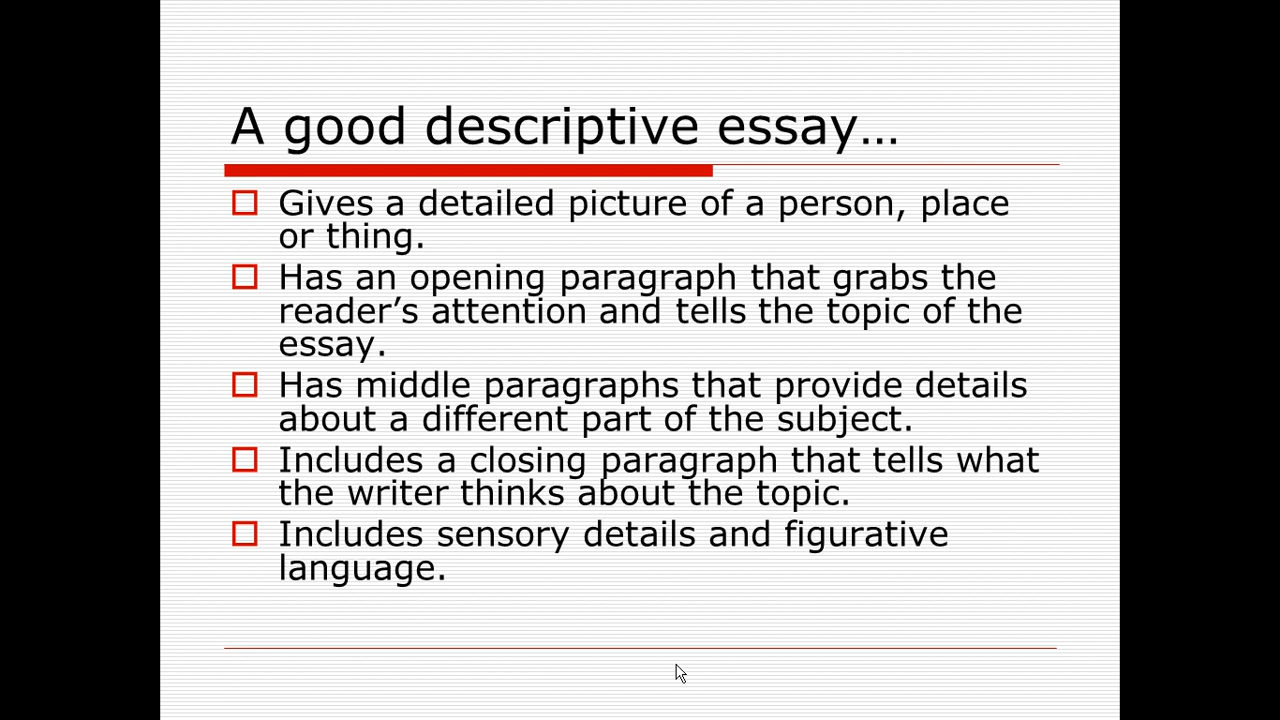 A good descriptive essay…
Gives a detailed picture of a person, place
or thing.
Has an opening paragraph that grabs the
reader’s attention and tells the topic of the
essay.
Has middle paragraphs that provide details
about a different part of the subject.
Includes a closing paragraph that tells what
the writer thinks about the topic.
Includes sensory details and figurative
language.